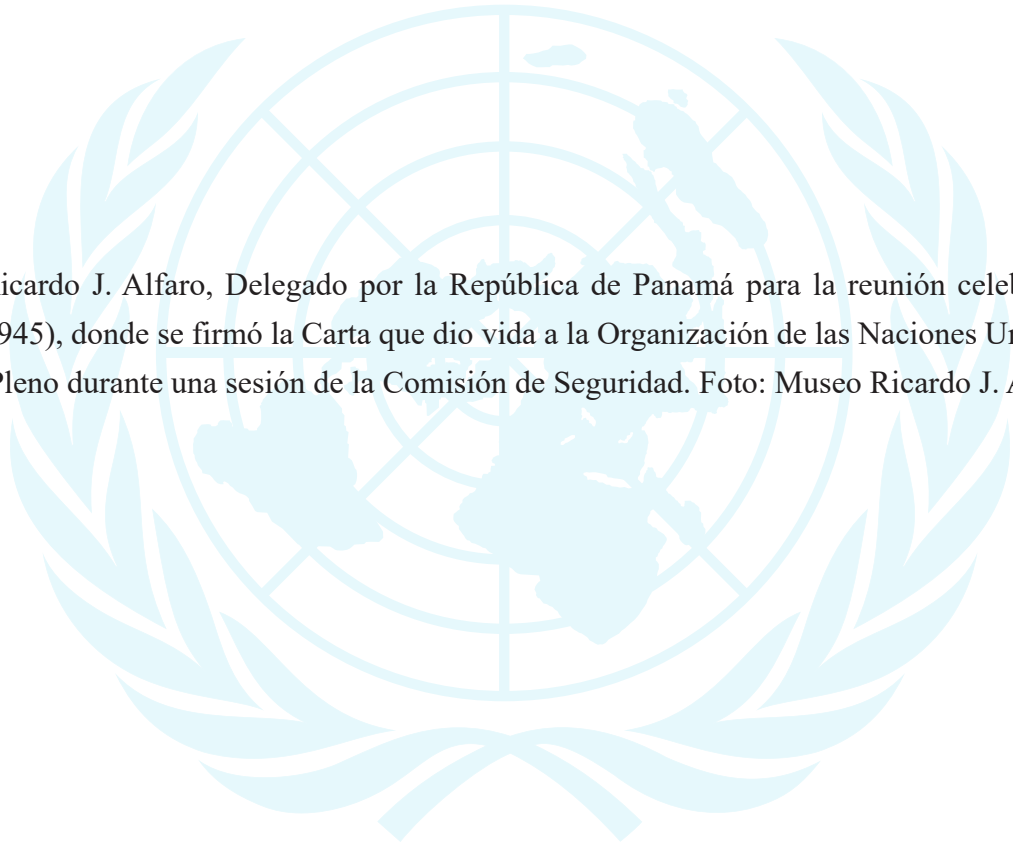 icardo J. Alfaro, Delegado por la República de Panamá para la reunión celeb
945), donde se firmó la Carta que dio vida a la Organización de las Naciones Un
Pleno durante una sesión de la Comisión de Seguridad. Foto: Museo Ricardo J. A